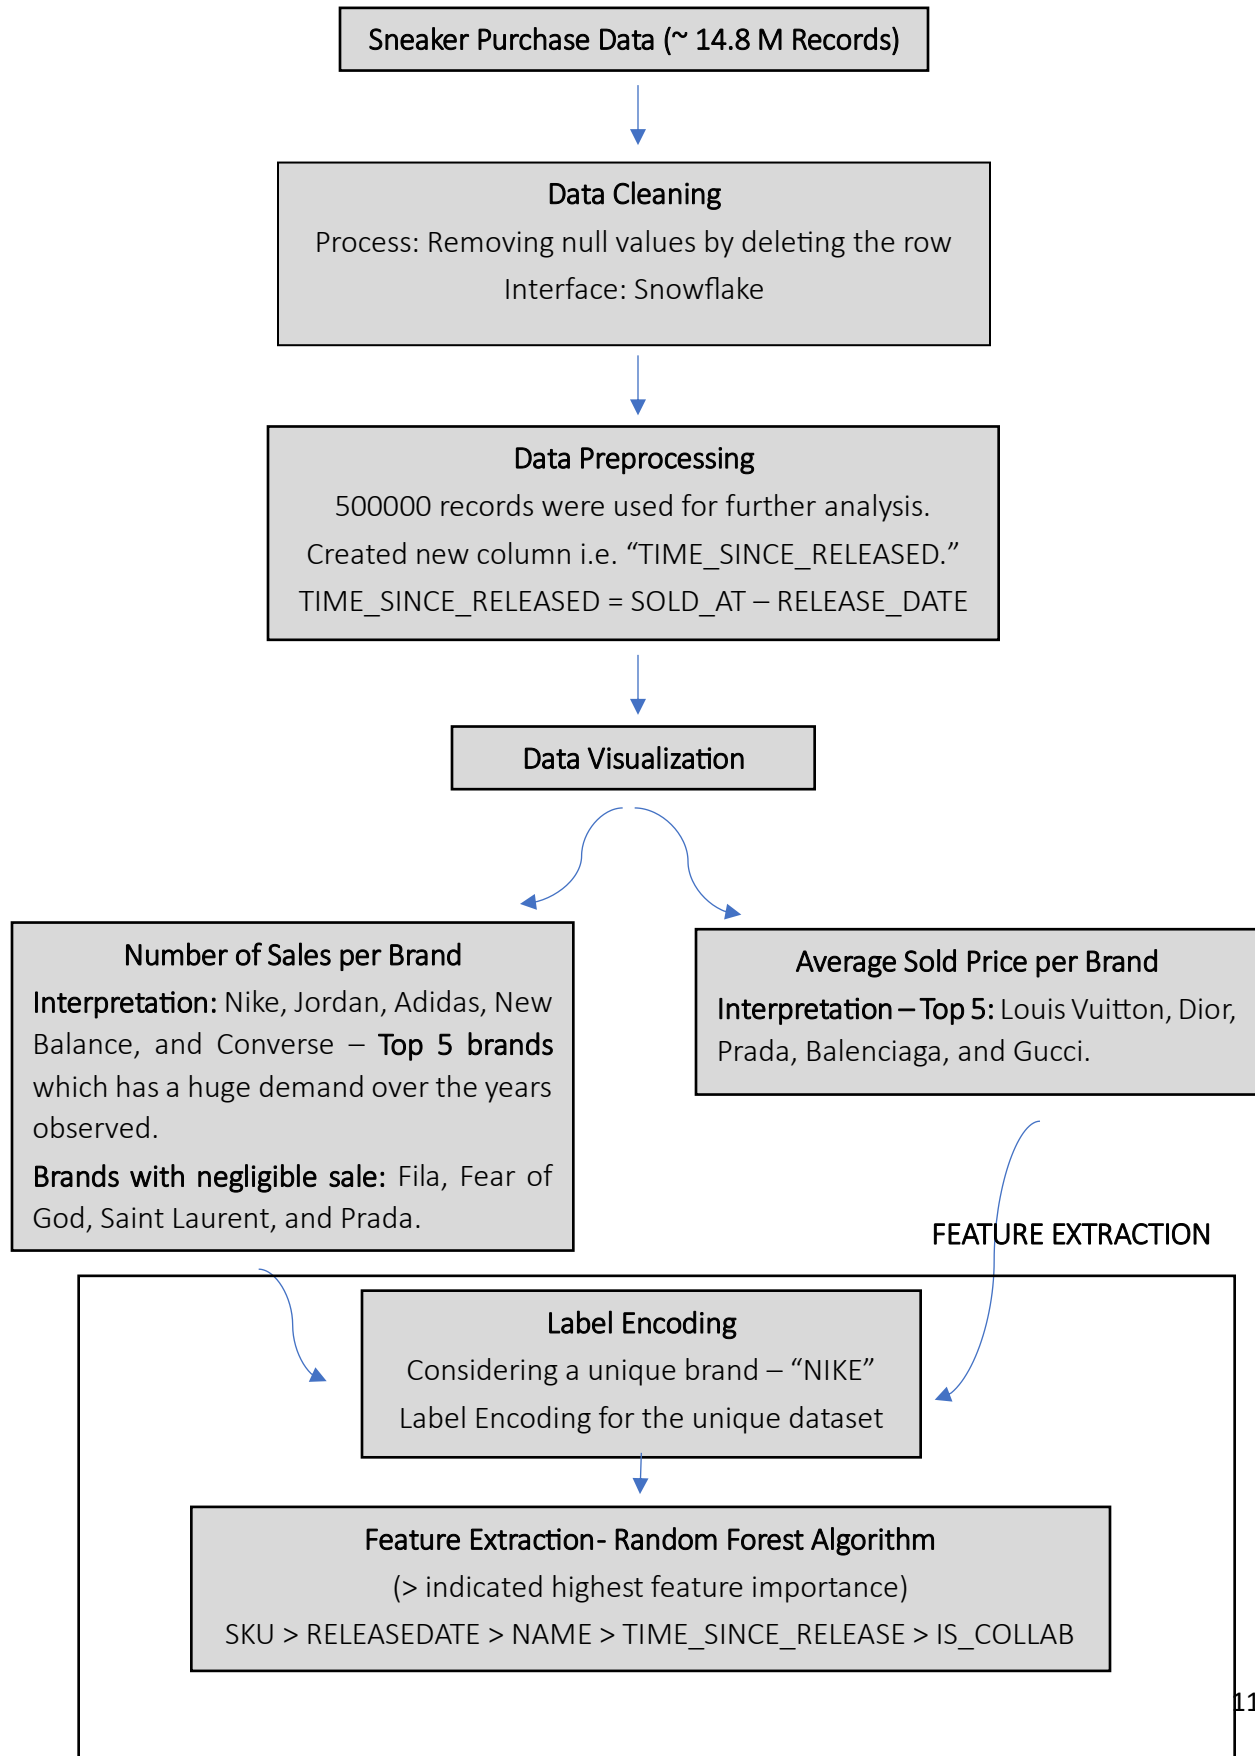 Sneaker Purchase Data (~ 14.8 M Records)
Data Cleaning
Process: Removing null values by deleting the row
Interface: Snowflake
Data Preprocessing
500000 records were used for further analysis.
Created new column i.e. “TIME_SINCE_RELEASED.”
TIME_SINCE_RELEASED = SOLD_AT – RELEASE_DATE
Data Visualization
Number of Sales per Brand
Interpretation: Nike, Jordan, Adidas, New
Balance, and Converse – Top 5 brands
which has a huge demand over the years
observed.
Brands with negligible sale: Fila, Fear of
God, Saint Laurent, and Prada.
Average Sold Price per Brand
Interpretation – Top 5: Louis Vuitton, Dior,
Prada, Balenciaga, and Gucci.
FEATURE EXTRACTION
Label Encoding
Considering a unique brand – “NIKE”
Label Encoding for the unique dataset
Feature Extraction- Random Forest Algorithm
(> indicated highest feature importance)
SKU > RELEASEDATE > NAME > TIME_SINCE_RELEASE > IS_COLLAB
11